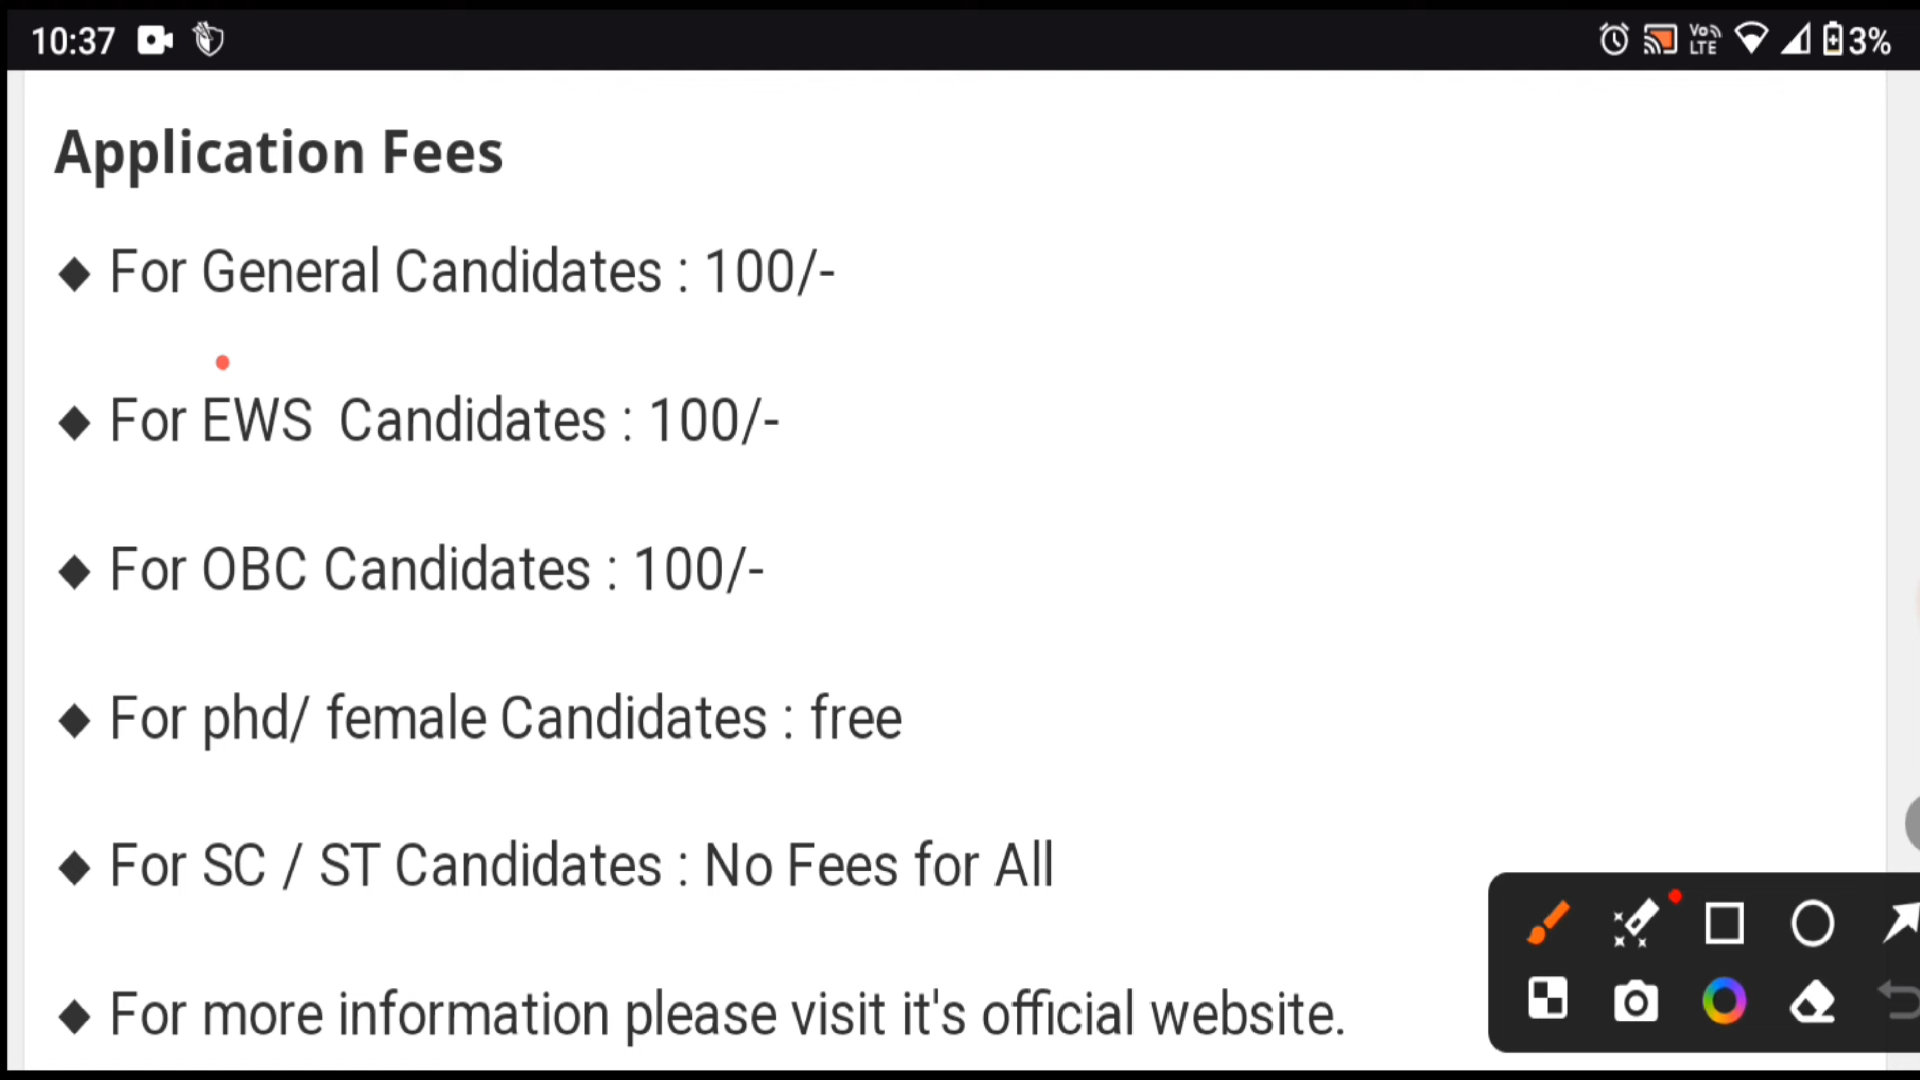 10:37 Vo LTE 3%
Application Fees
◆ For General Candidates : 100/-
◆ For EWS  Candidates : 100/-
◆ For OBC Candidates : 100/-
◆ For phd/ female Candidates : free
◆ For SC / ST Candidates : No Fees for All
◆ For more information please visit it's official website.